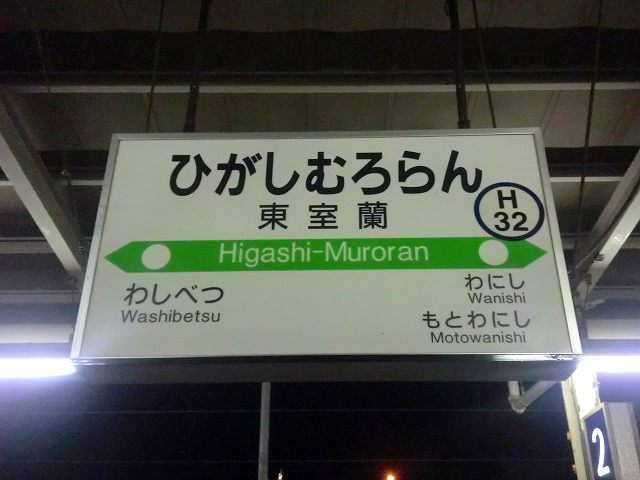 ひがしむろらん
東室蘭
H
32
Higashi-Muroran
わしべつ
Washibetsu
わにし
Wanishi
もとわにし
Motowanishi
2